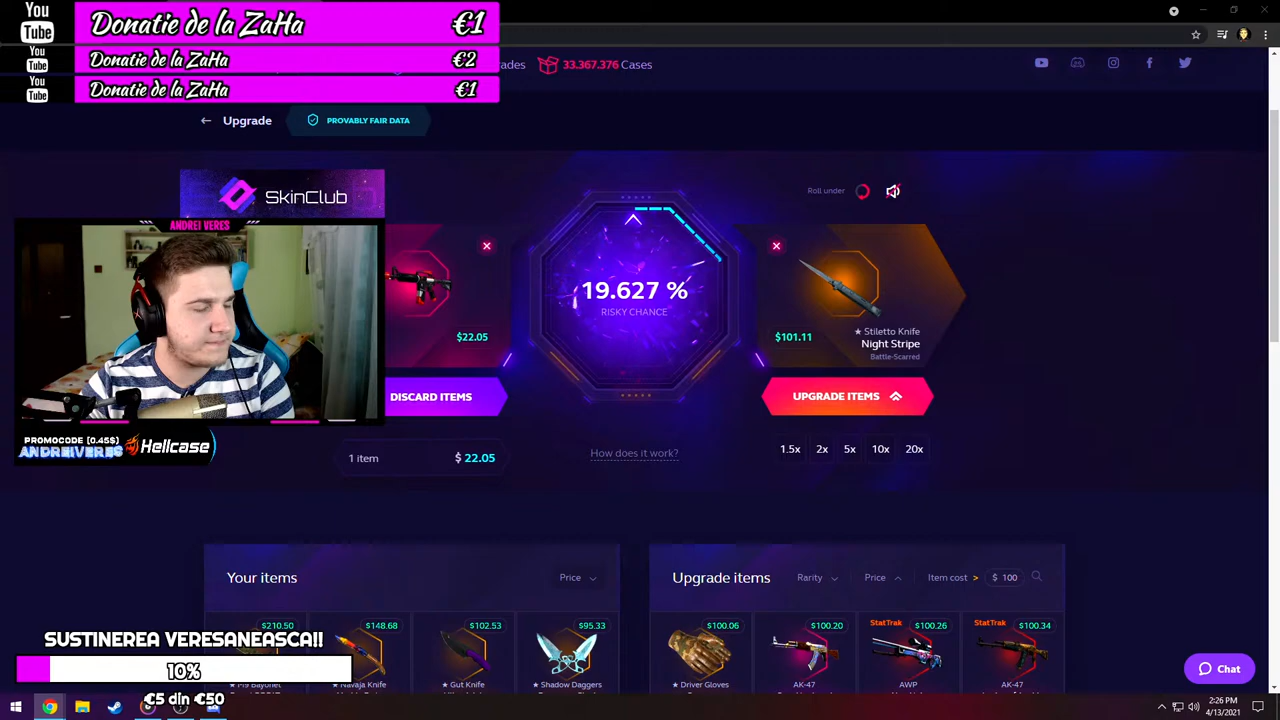 You
Tube
Donatie de la ZaHa
€1
You
Tube
Donatie de la ZaHa
€2
You
Tube
Donatie de la ZaHa
€1
33.367.376 Cases
Upgrade
PROVABLY FAIR DATA
SkinClub
ANDREI VERES
Roll under
$22.05
19.627 %
RISKY CHANCE
$101.11
★ Stiletto Knife
Night Stripe
Battle-Scarred
DISCARD ITEMS
UPGRADE ITEMS
PROMOCODE [0.45$]
ANDREIVERES
Hellcase
1 item
$ 22.05
How does it work?
1.5x
2x
5x
10x
20x
Your items
Price
Upgrade items
Rarity
Price
Item cost >
$ 100
$210.50
$148.68
$102.53
$95.33
$100.06
$100.20
StatTrak
$100.26
StatTrak
$100.34
★ M9 Bayonet
★ Navaja Knife
★ Gut Knife
★ Shadow Daggers
★ Driver Gloves
AK-47
AWP
AK-47
SUSTINEREA VERESANEASCA!!
10%
€5 din €50
Chat
2:26 PM
4/13/2021